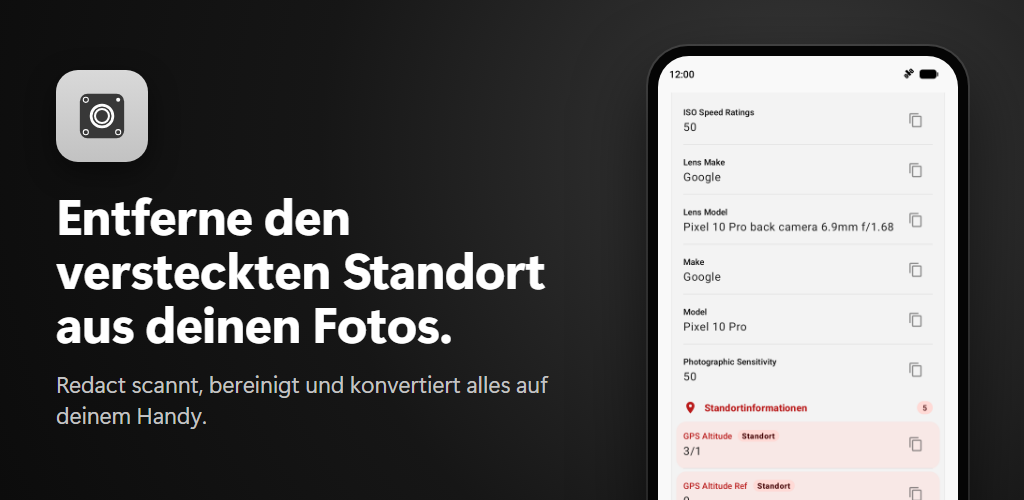 Entferne den
versteckten Standort
aus deinen Fotos.
Redact scannt, bereinigt und konvertiert alles auf
deinem Handy.
12:00
ISO Speed Ratings
50
Lens Make
Google
Lens Model
Pixel 10 Pro back camera 6.9mm f/1.68
Make
Google
Model
Pixel 10 Pro
Photographic Sensitivity
50
Standortinformationen 5
GPS Altitude Standort
3/1
GPS Altitude Ref Standort